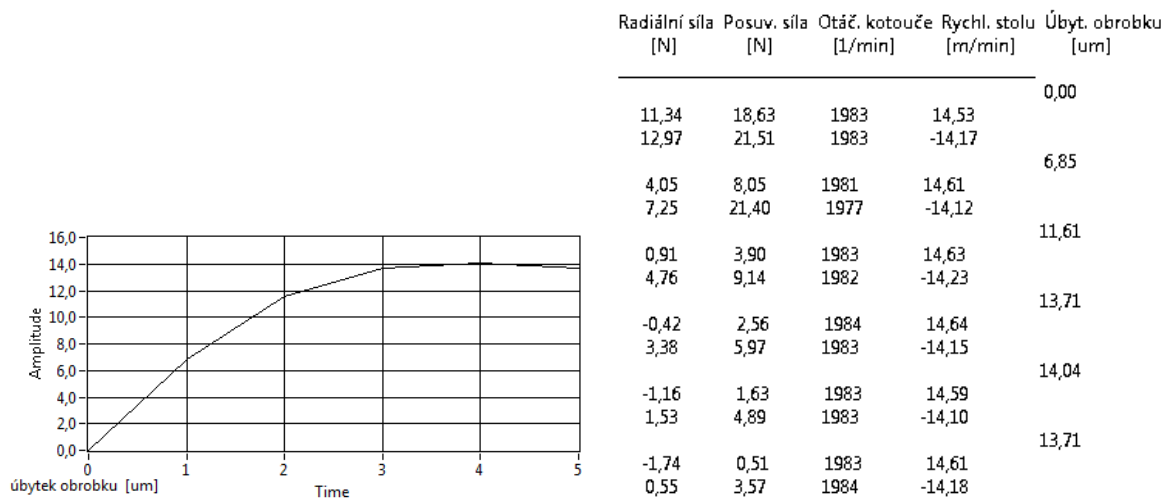 Radiální síla Posuv. síla Otáč. kotouče Rychl. stolu Úbyt. obrobku
[N] [N] [1/min] [m/min] [um]
0,00
11,34 18,63 1983 14,53
12,97 21,51 1983 -14,17
6,85
4,05 8,05 1981 14,61
7,25 21,40 1977 -14,12
11,61
0,91 3,90 1983 14,63
4,76 9,14 1982 -14,23
13,71
-0,42 2,56 1984 14,64
3,38 5,97 1983 -14,15
14,04
-1,16 1,63 1983 14,59
1,53 4,89 1983 -14,10
13,71
-1,74 0,51 1983 14,61
0,55 3,57 1984 -14,18
16,0
14,0
12,0
10,0
8,0
6,0
4,0
2,0
0,0
Amplitude
0 1 2 3 4 5
úbytek obrobku [um] Time